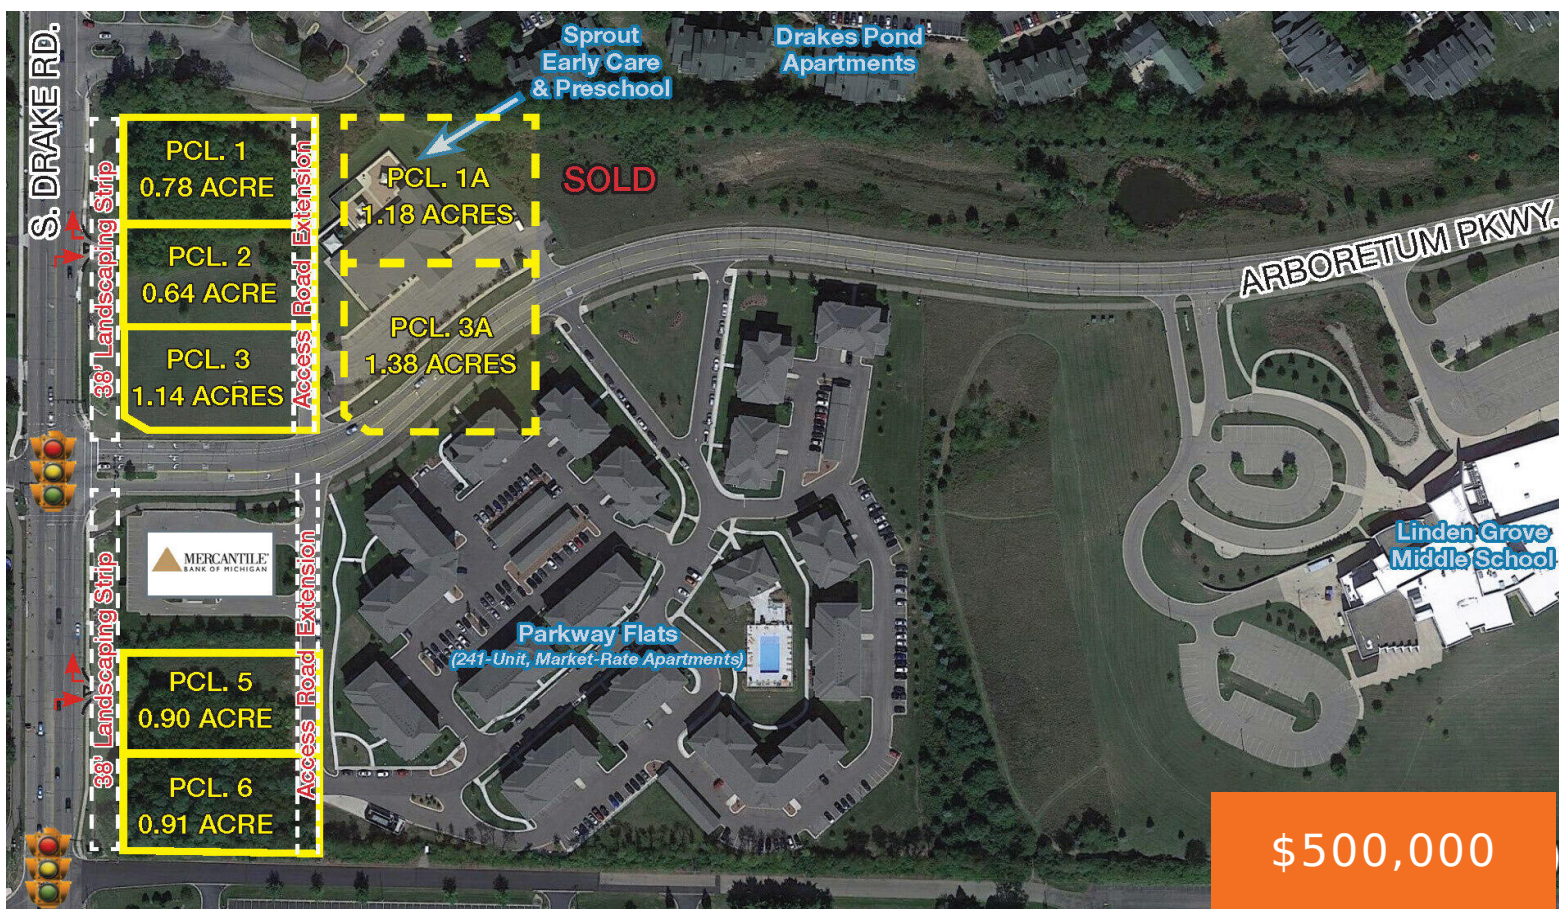 S. DRAKE RD.
Sprout
Early Care
& Preschool
Drakes Pond
Apartments
PCL. 1
0.78 ACRE
PCL. 2
0.64 ACRE
PCL. 3
1.14 ACRES
38' Landscaping Strip
Access Road Extension
PCL. 1A
1.18 ACRES
PCL. 3A
1.38 ACRES
SOLD
ARBORETUM PKWY.
MERCANTILE
BANK OF MICHIGAN
38' Landscaping Strip
Access Road Extension
PCL. 5
0.90 ACRE
PCL. 6
0.91 ACRE
Parkway Flats
(241-Unit, Market-Rate Apartments)
Linden Grove
Middle School
$500,000